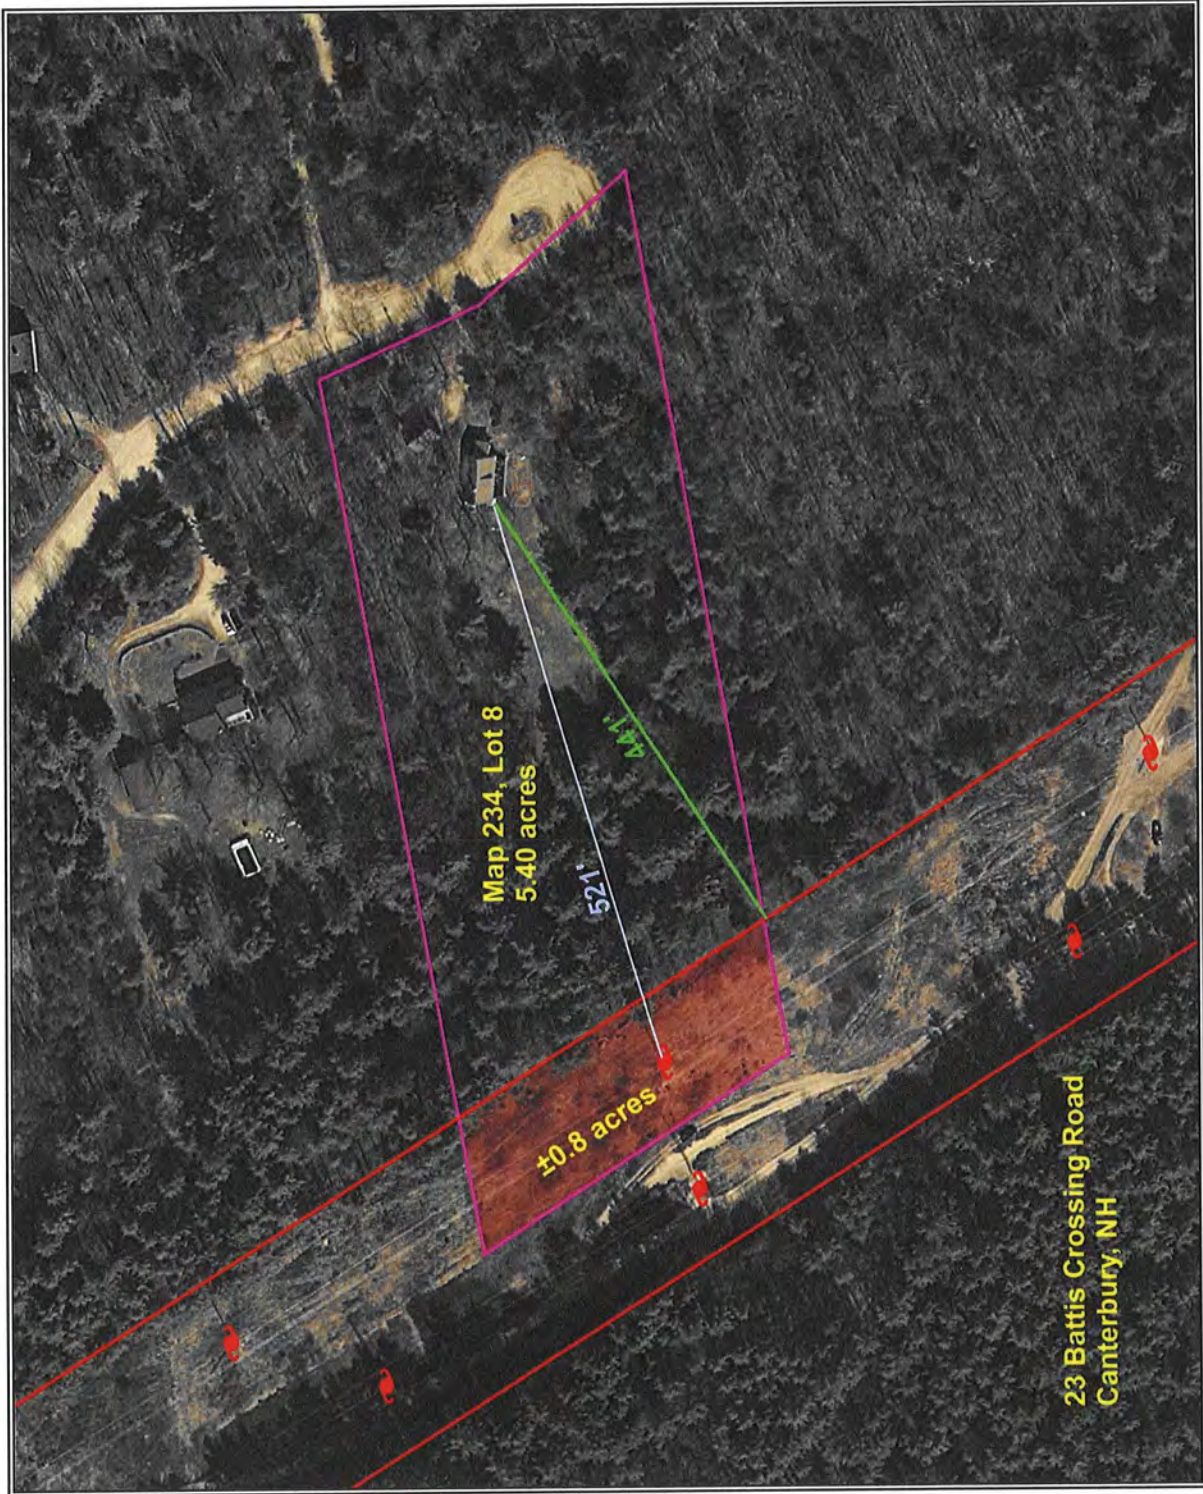 Map 234, Lot 8
5.40 acres
521'
441'
±0.8 acres
23 Battis Crossing Road
Canterbury, NH